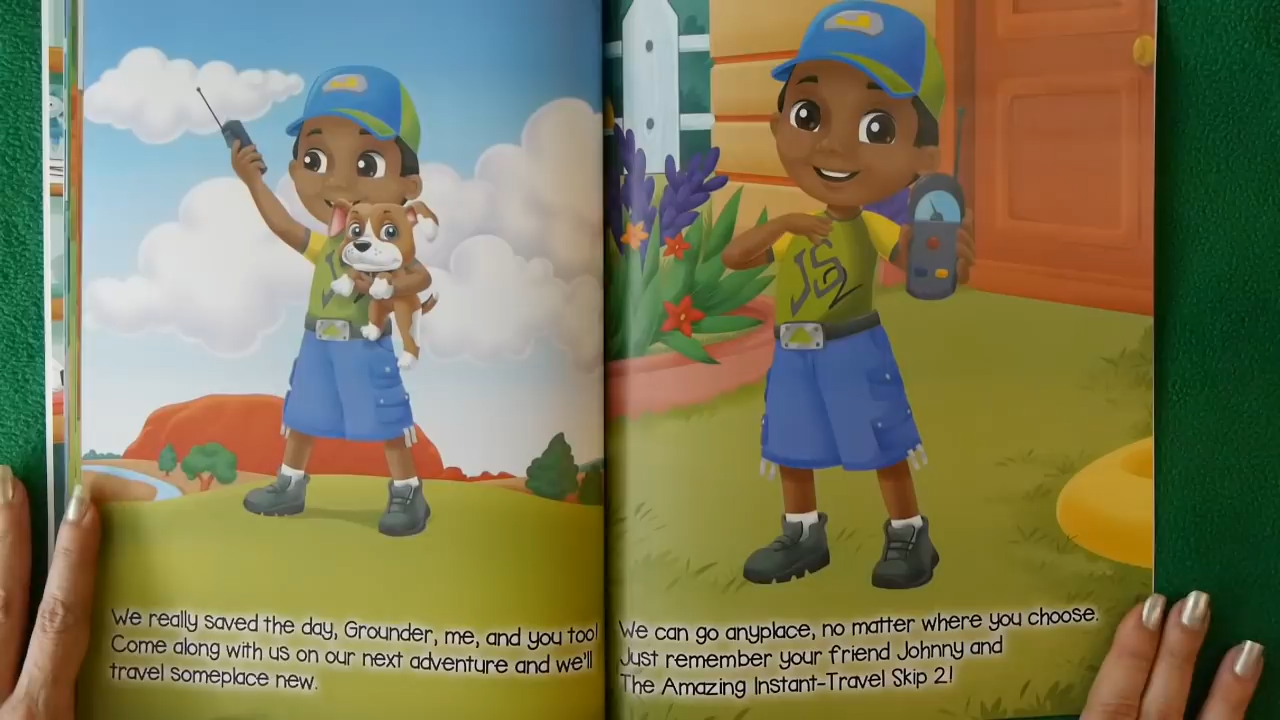 We really saved the day, Grounder, me, and you too!
Come along with us on our next adventure and we'll
travel someplace new.
JS2
We can go anyplace, no matter where you choose.
Just remember your friend Johnny and
The Amazing Instant-Travel Skip 2!